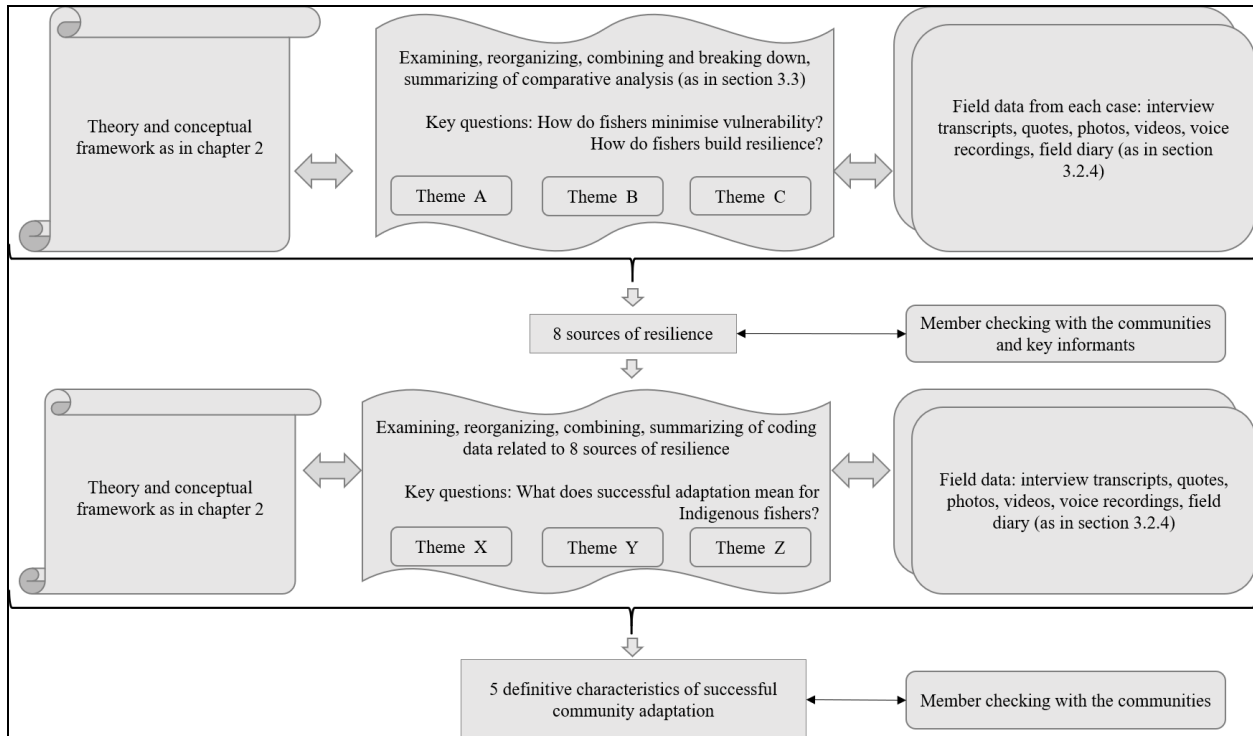 Theory and conceptual
framework as in chapter 2
Examining, reorganizing, combining and breaking down,
summarizing of comparative analysis (as in section 3.3)
Key questions: How do fishers minimise vulnerability?
How do fishers build resilience?
Theme A
Theme B
Theme C
Field data from each case: interview
transcripts, quotes, photos, videos, voice
recordings, field diary (as in section
3.2.4)
8 sources of resilience
Member checking with the communities
and key informants
Theory and conceptual
framework as in chapter 2
Examining, reorganizing, combining, summarizing of coding
data related to 8 sources of resilience
Key questions: What does successful adaptation mean for
Indigenous fishers?
Theme X
Theme Y
Theme Z
Field data: interview transcripts, quotes,
photos, videos, voice recordings, field
diary (as in section 3.2.4)
5 definitive characteristics of successful
community adaptation
Member checking with the communities